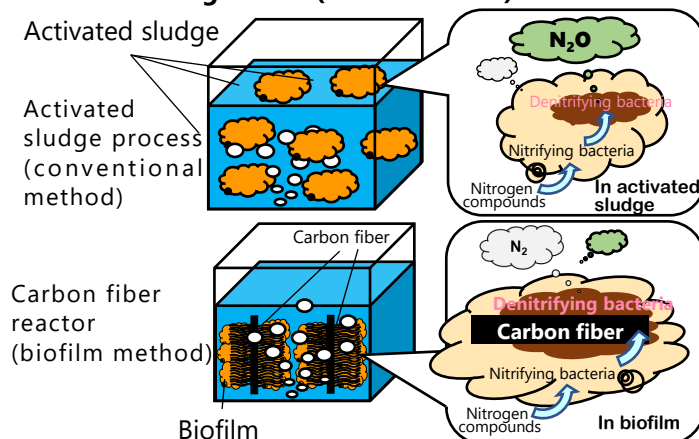 Activated sludge
N₂O
Denitrifying bacteria
Activated
sludge process
(conventional
method)
Nitrifying bacteria
Nitrogen
compounds
In activated
sludge
Carbon fiber
N₂
Carbon fiber
reactor
(biofilm method)
Denitrifying bacteria
Carbon fiber
Nitrifying bacteria
Nitrogen
compounds
In biofilm
Biofilm